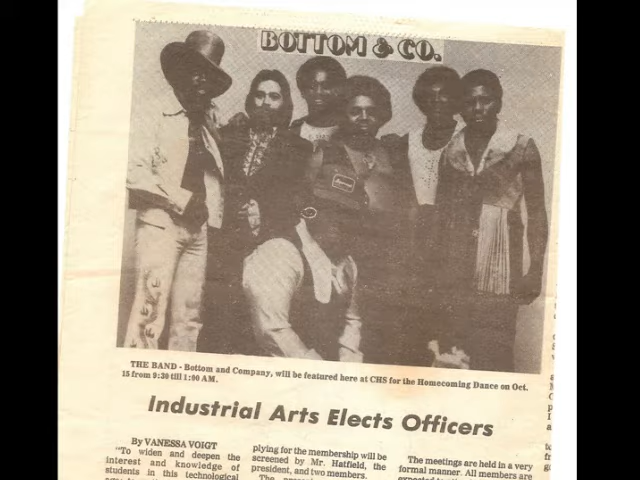 BOTTOM & CO.
THE BAND - Bottom and Company, will be featured here at CHS for the Homecoming Dance on Oct.
15 from 9:30 till 1:00 AM.
Industrial Arts Elects Officers
By VANESSA VOIGT
"To widen and deepen the
interest and knowledge of
students in this technological
plying for the membership will be
screened by Mr. Hatfield, the
president, and two members.
The meetings are held in a very
formal manner. All members are